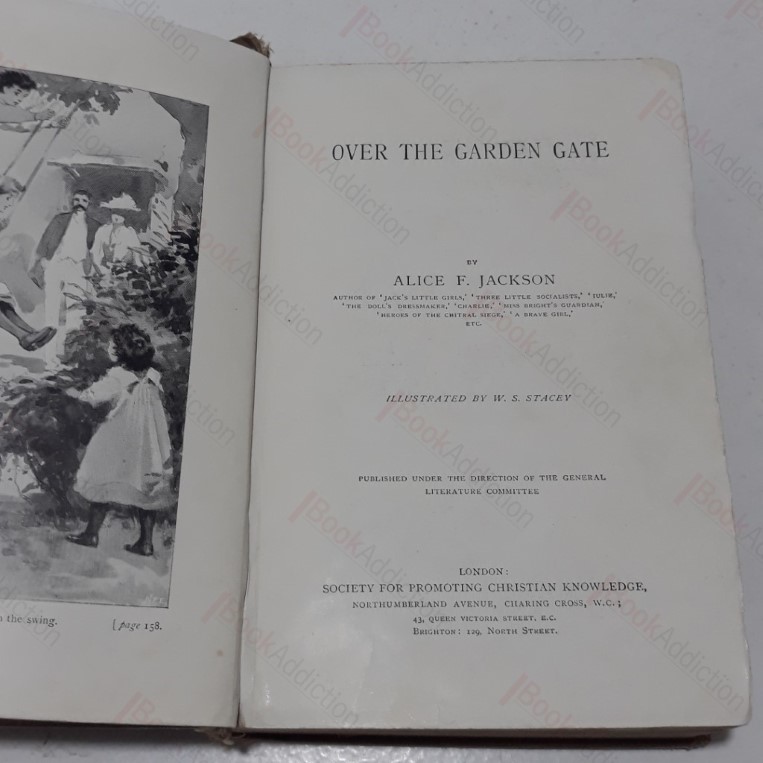 n the swing. [page 158.
OVER THE GARDEN GATE
BY
ALICE F. JACKSON
AUTHOR OF 'JACK'S LITTLE GIRLS,' 'THREE LITTLE SOCIALISTS,' 'JULIE,'
'THE DOLL'S DRESSMAKER,' 'CHARLIE,' 'MISS BRIGHT'S GUARDIAN,'
'HEROES OF THE CHITRAL SIEGE,' 'A BRAVE GIRL,'
ETC.
ILLUSTRATED BY W. S. STACEY
PUBLISHED UNDER THE DIRECTION OF THE GENERAL
LITERATURE COMMITTEE
LONDON:
SOCIETY FOR PROMOTING CHRISTIAN KNOWLEDGE,
NORTHUMBERLAND AVENUE, CHARING CROSS, W.C.;
43, QUEEN VICTORIA STREET, E.C.
BRIGHTON: 129, NORTH STREET.
BookAddiction